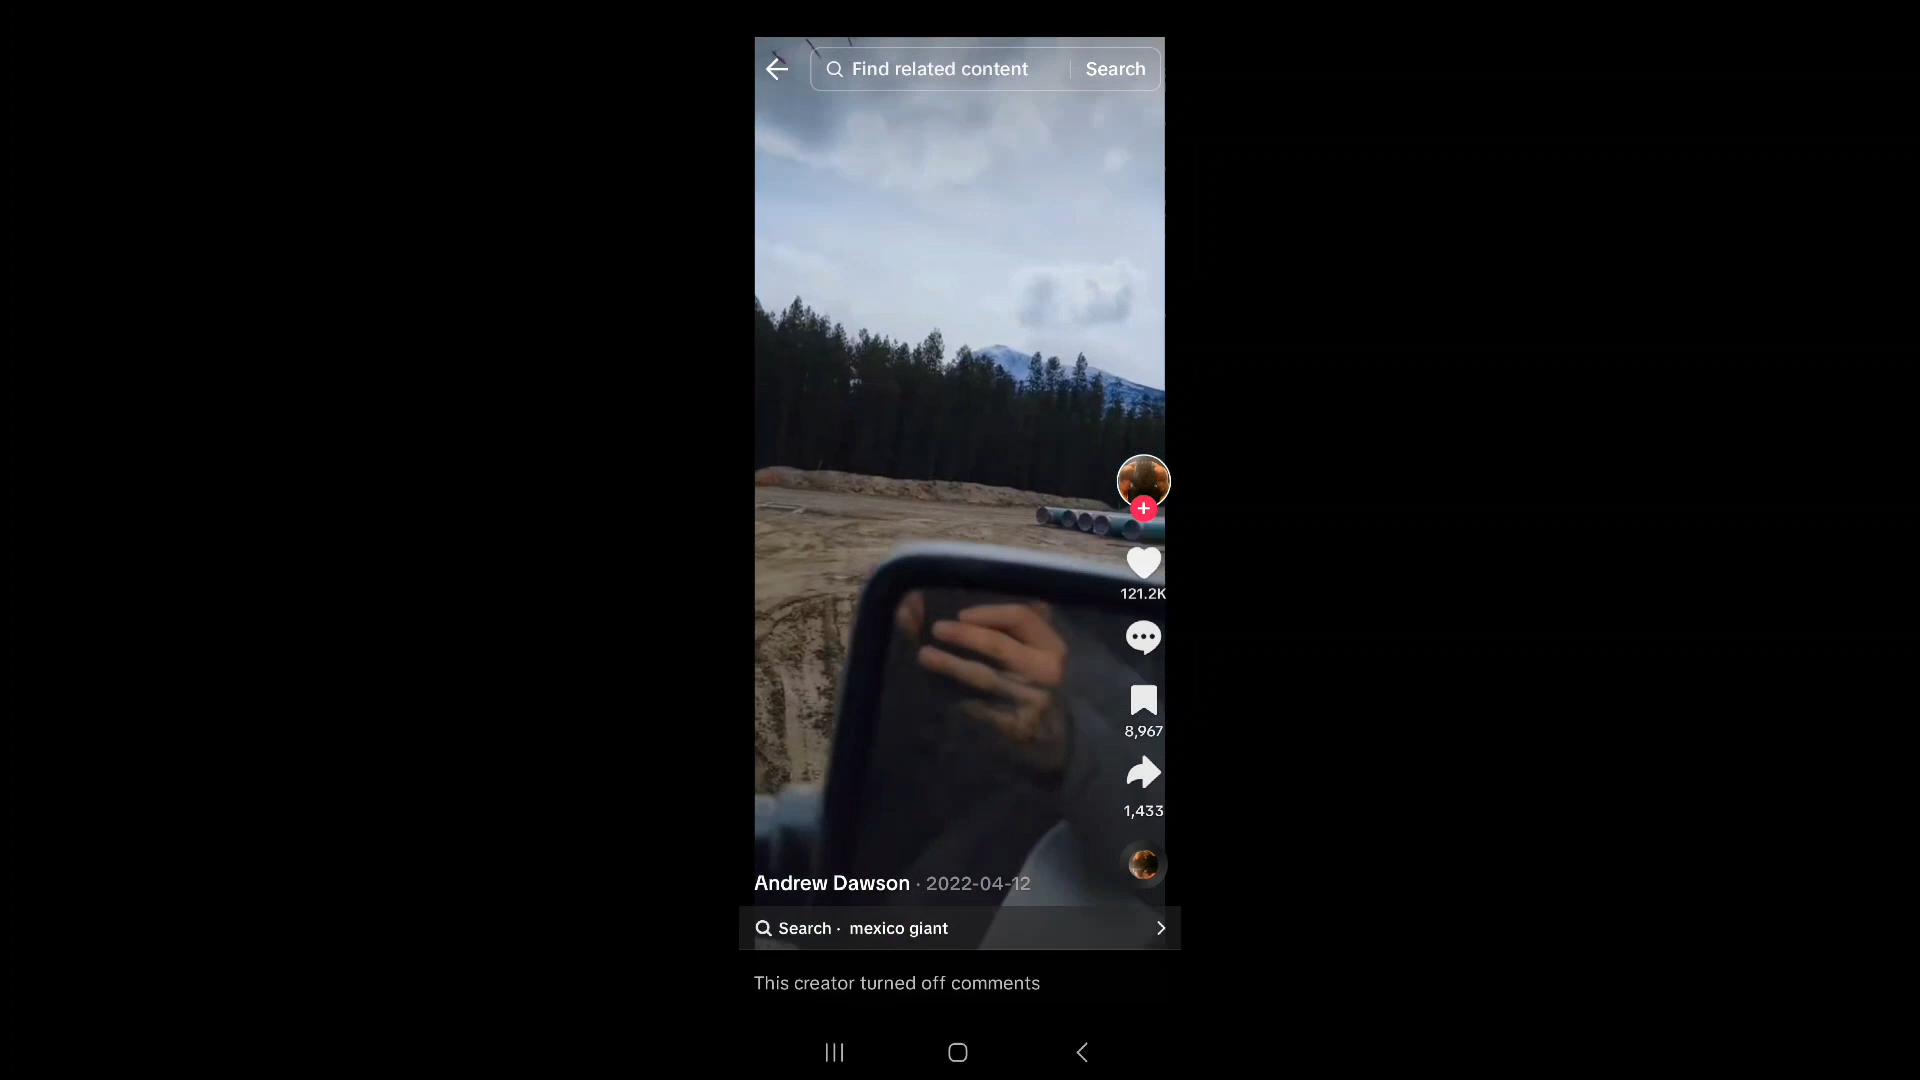 Find related content Search
121.2K
8,967
1,433
Andrew Dawson · 2022-04-12
Search · mexico giant
This creator turned off comments